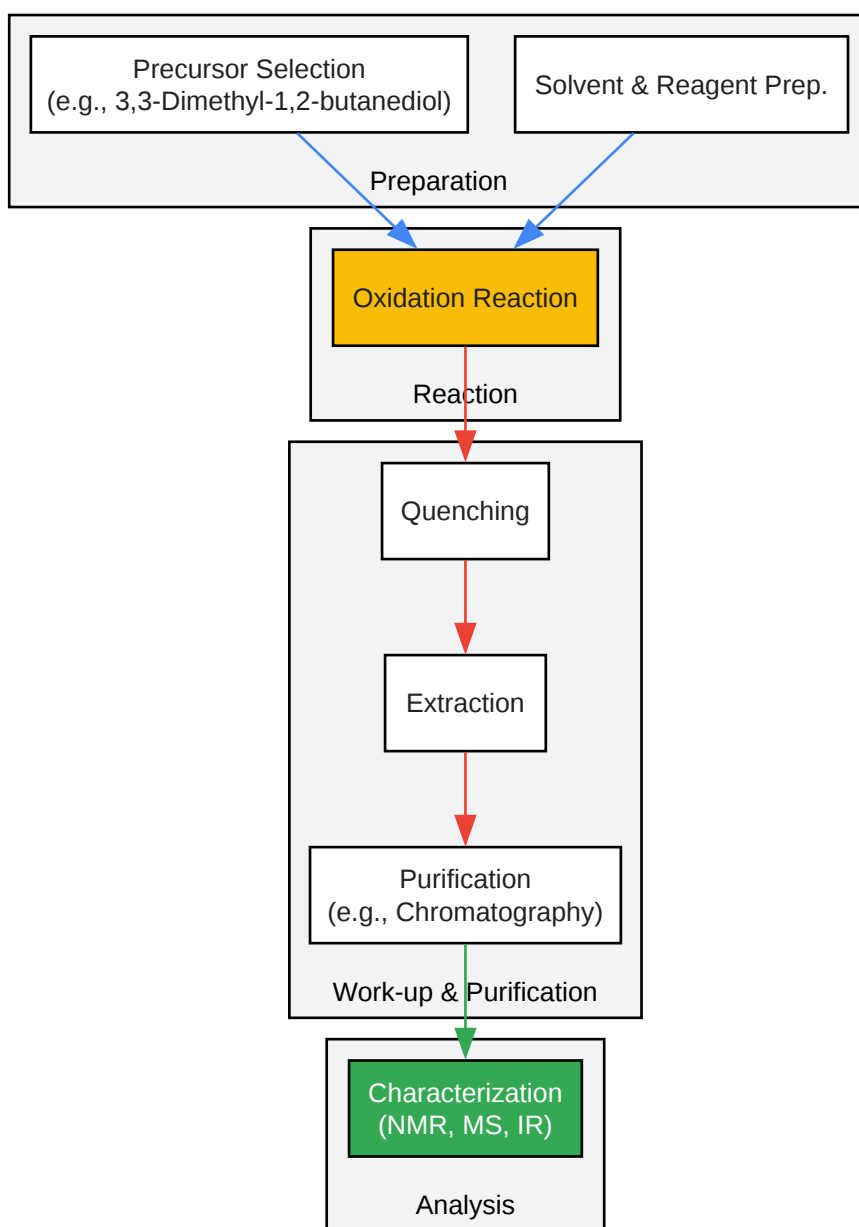 Precursor Selection
(e.g., 3,3-Dimethyl-1,2-butanediol)
Solvent & Reagent Prep.
Preparation
Oxidation Reaction
Reaction
Quenching
Extraction
Purification
(e.g., Chromatography)
Work-up & Purification
Characterization
(NMR, MS, IR)
Analysis